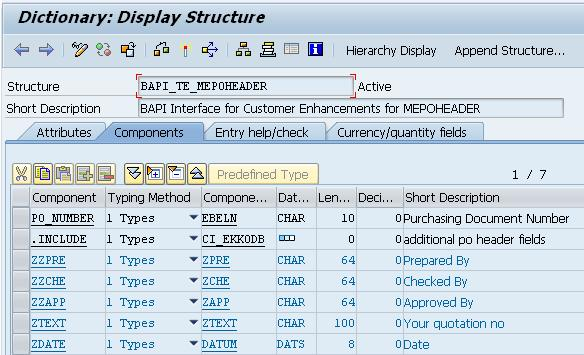 Dictionary: Display Structure
Hierarchy Display Append Structure...
Structure BAPI_TE_MEPOHEADER Active
Short Description BAPI Interface for Customer Enhancements for MEPOHEADER
Attributes Components Entry help/check Currency/quantity fields
Predefined Type 1 / 7
Component Typing Method Compone... Dat... Len... Deci... Short Description
PO_NUMBER 1 Types EBELN CHAR 10 0 Purchasing Document Number
.INCLUDE 1 Types CI_EKKODB 0 0 additional po header fields
ZZPRE 1 Types ZPRE CHAR 64 0 Prepared By
ZZCHE 1 Types ZCHE CHAR 64 0 Checked By
ZZAPP 1 Types ZAPP CHAR 64 0 Approved By
ZTEXT 1 Types ZTEXT CHAR 100 0 Your quotation no
ZDATE 1 Types DATUM DATS 8 0 Date